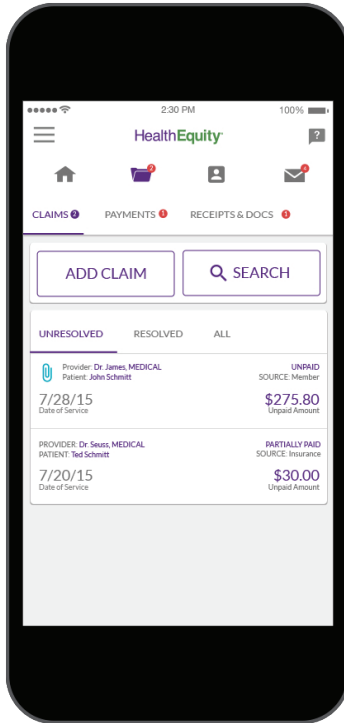 2:30 PM 100%
HealthEquity
?
2 4
CLAIMS 2 PAYMENTS 1 RECEIPTS & DOCS 1
ADD CLAIM SEARCH
UNRESOLVED RESOLVED ALL
Provider: Dr. James, MEDICAL UNPAID
Patient: John Schmitt SOURCE: Member
7/28/15 $275.80
Date of Service Unpaid Amount
PROVIDER: Dr. Seuss, MEDICAL PARTIALLY PAID
PATIENT: Ted Schmitt SOURCE: Insurance
7/20/15 $30.00
Date of Service Unpaid Amount